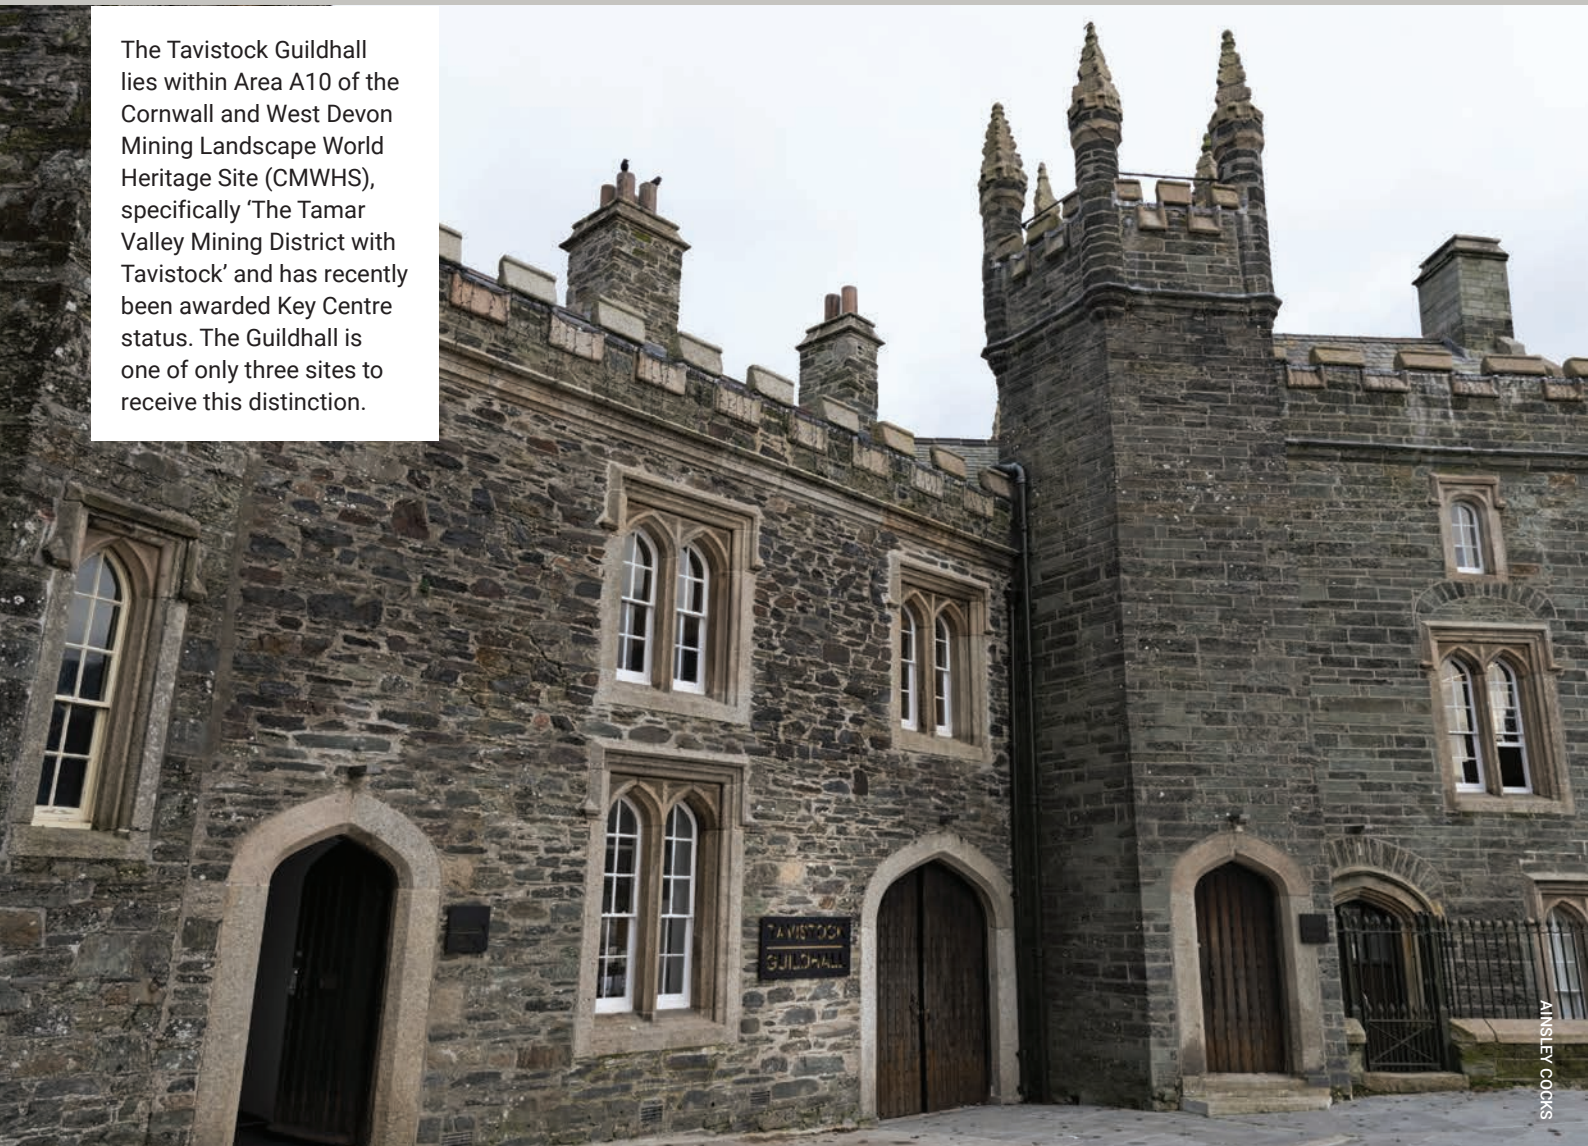 The Tavistock Guildhall
lies within Area A10 of the
Cornwall and West Devon
Mining Landscape World
Heritage Site (CMWHS),
specifically ‘The Tamar
Valley Mining District with
Tavistock’ and has recently
been awarded Key Centre
status. The Guildhall is
one of only three sites to
receive this distinction.
TAVISTOCK
GUILDHALL
AINSLEY COCKS